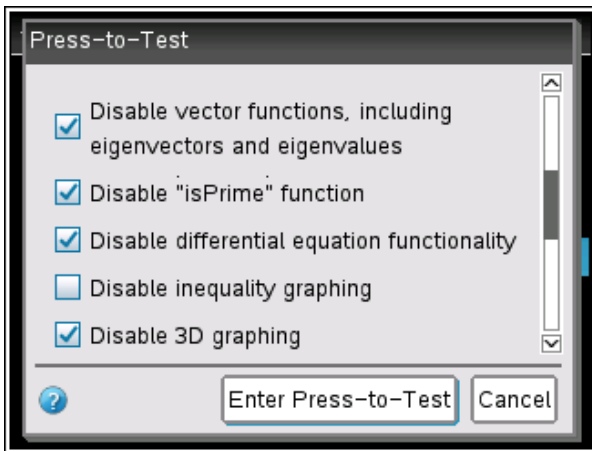 Press-to-Test
Disable vector functions, including
eigenvectors and eigenvalues
Disable "isPrime" function
Disable differential equation functionality
Disable inequality graphing
Disable 3D graphing
Enter Press-to-Test
Cancel